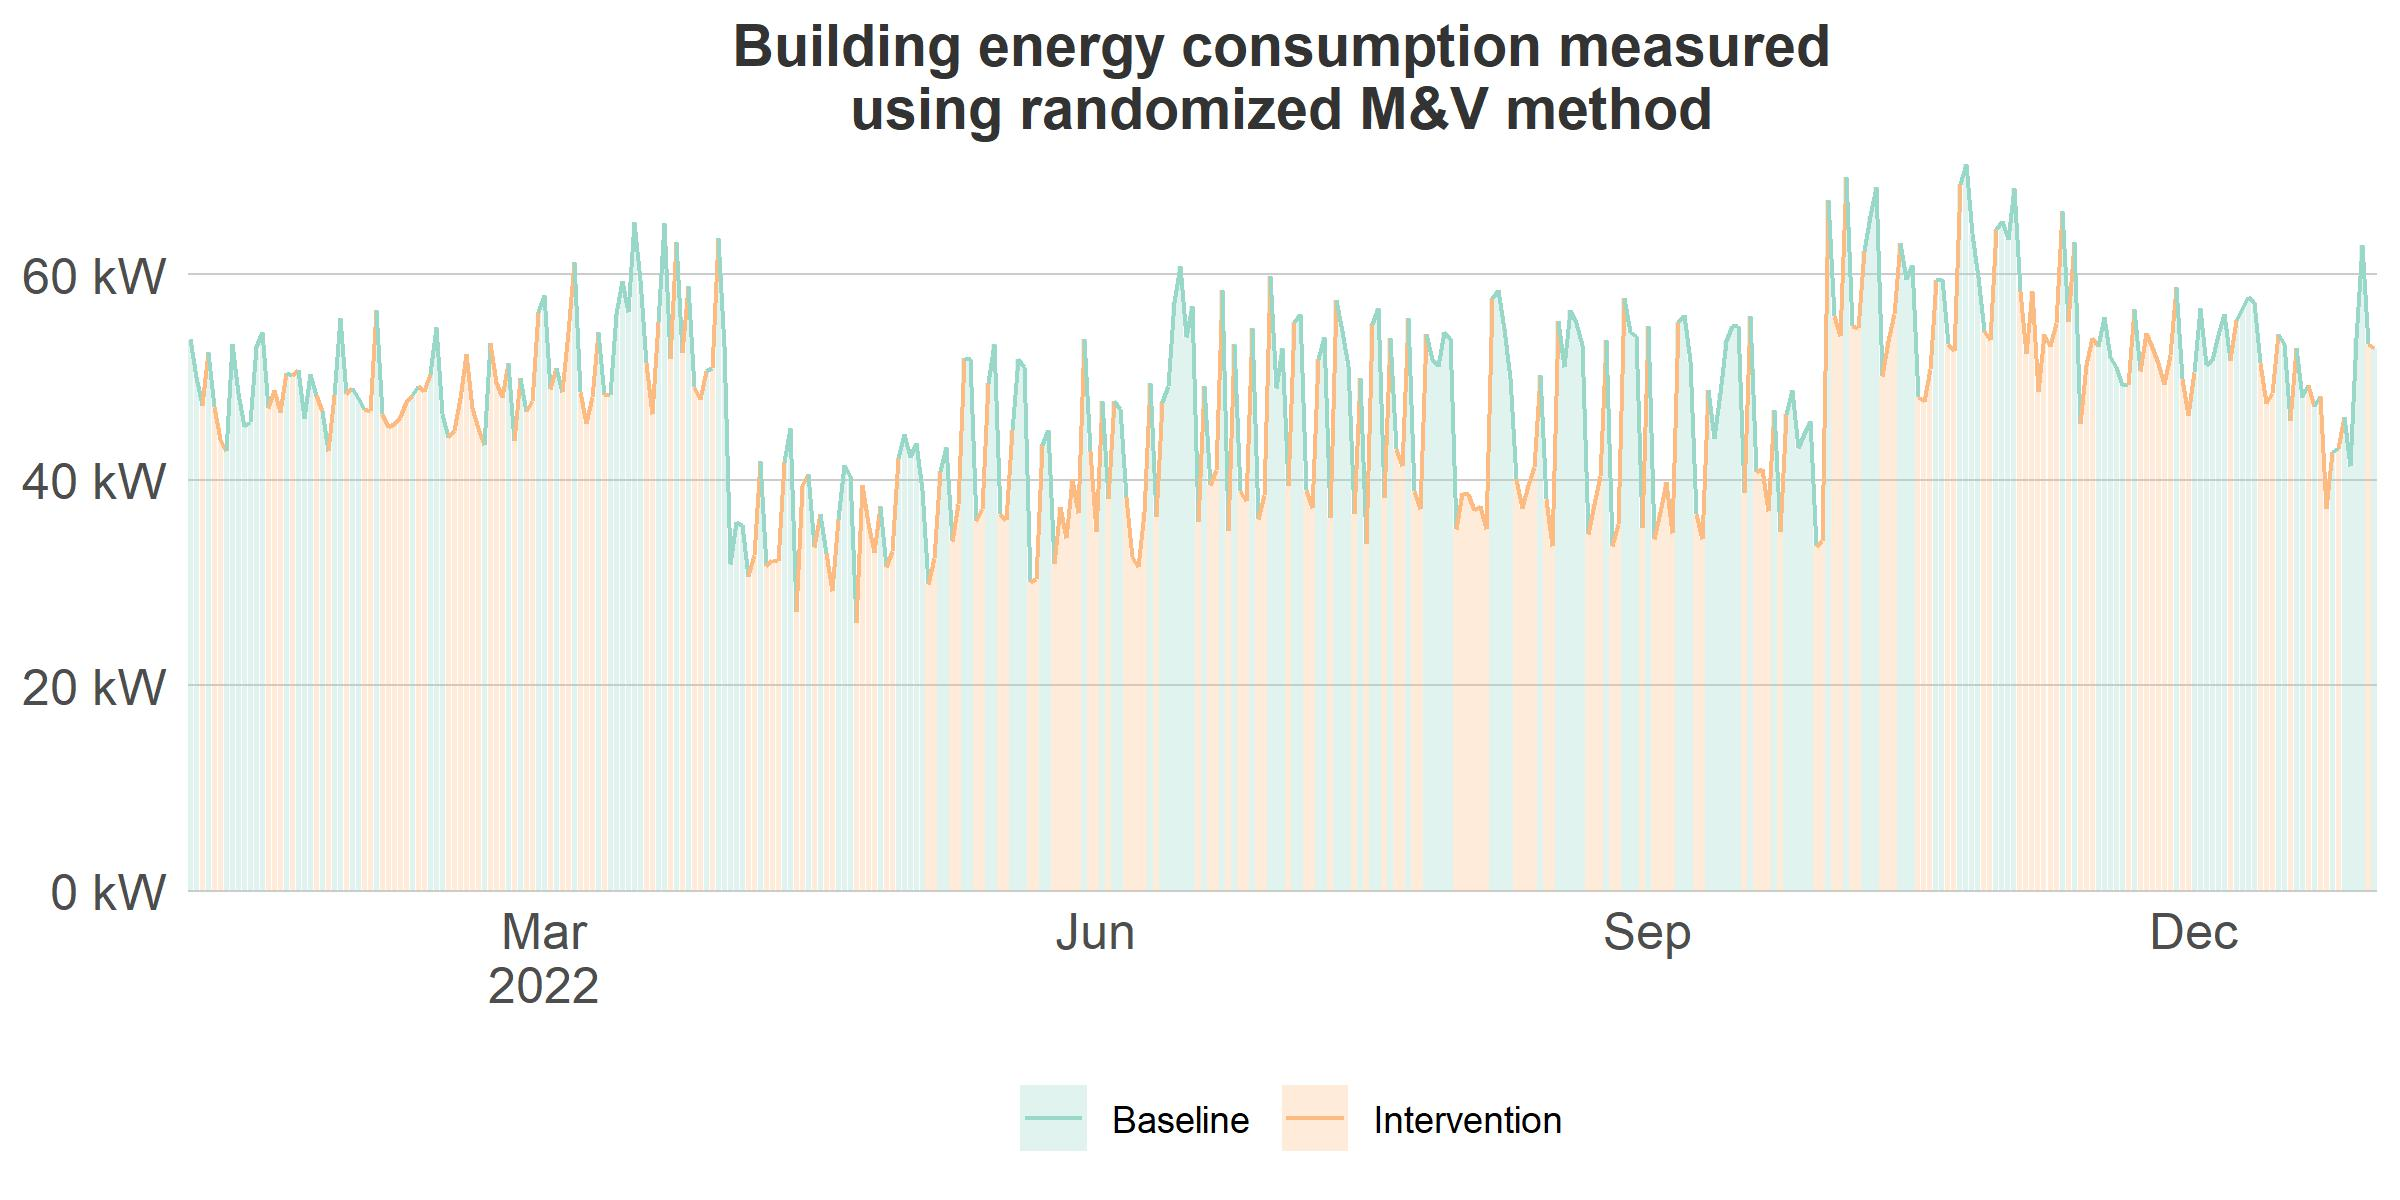 Building energy consumption measured
using randomized M&V method
60 kW
40 kW
20 kW
0 kW
Mar
2022
Jun
Sep
Dec
Baseline
Intervention